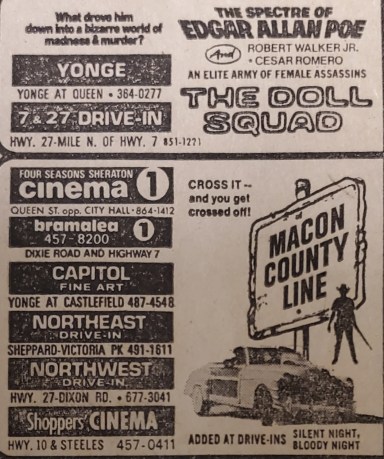 What drove him
down into a bizarre world of
madness & murder?
THE SPECTRE OF
EDGAR ALLAN POE
And
ROBERT WALKER JR.
• CESAR ROMERO
AN ELITE ARMY OF FEMALE ASSASSINS
THE DOLL
SQUAD
YONGE
YONGE AT QUEEN • 364-0277
7 & 27 DRIVE-IN
HWY. 27-MILE N. OF HWY. 7 851-1271
FOUR SEASONS SHERATON
cinema 1
QUEEN ST. opp. CITY HALL • 864-1412
bramalea 1
457-8200
DIXIE ROAD AND HIGHWAY 7
CAPITOL
FINE ART
YONGE AT CASTLEFIELD 487-4548
NORTHEAST
DRIVE-IN
SHEPPARD-VICTORIA PK 491-1611
NORTHWEST
DRIVE-IN
HWY. 27-DIXON RD. • 677-3041
Shoppers' CINEMA
HWY. 10 & STEELES 457-0411
CROSS IT --
and you get
crossed off!
MACON
COUNTY
LINE
ADDED AT DRIVE-INS SILENT NIGHT,
BLOODY NIGHT